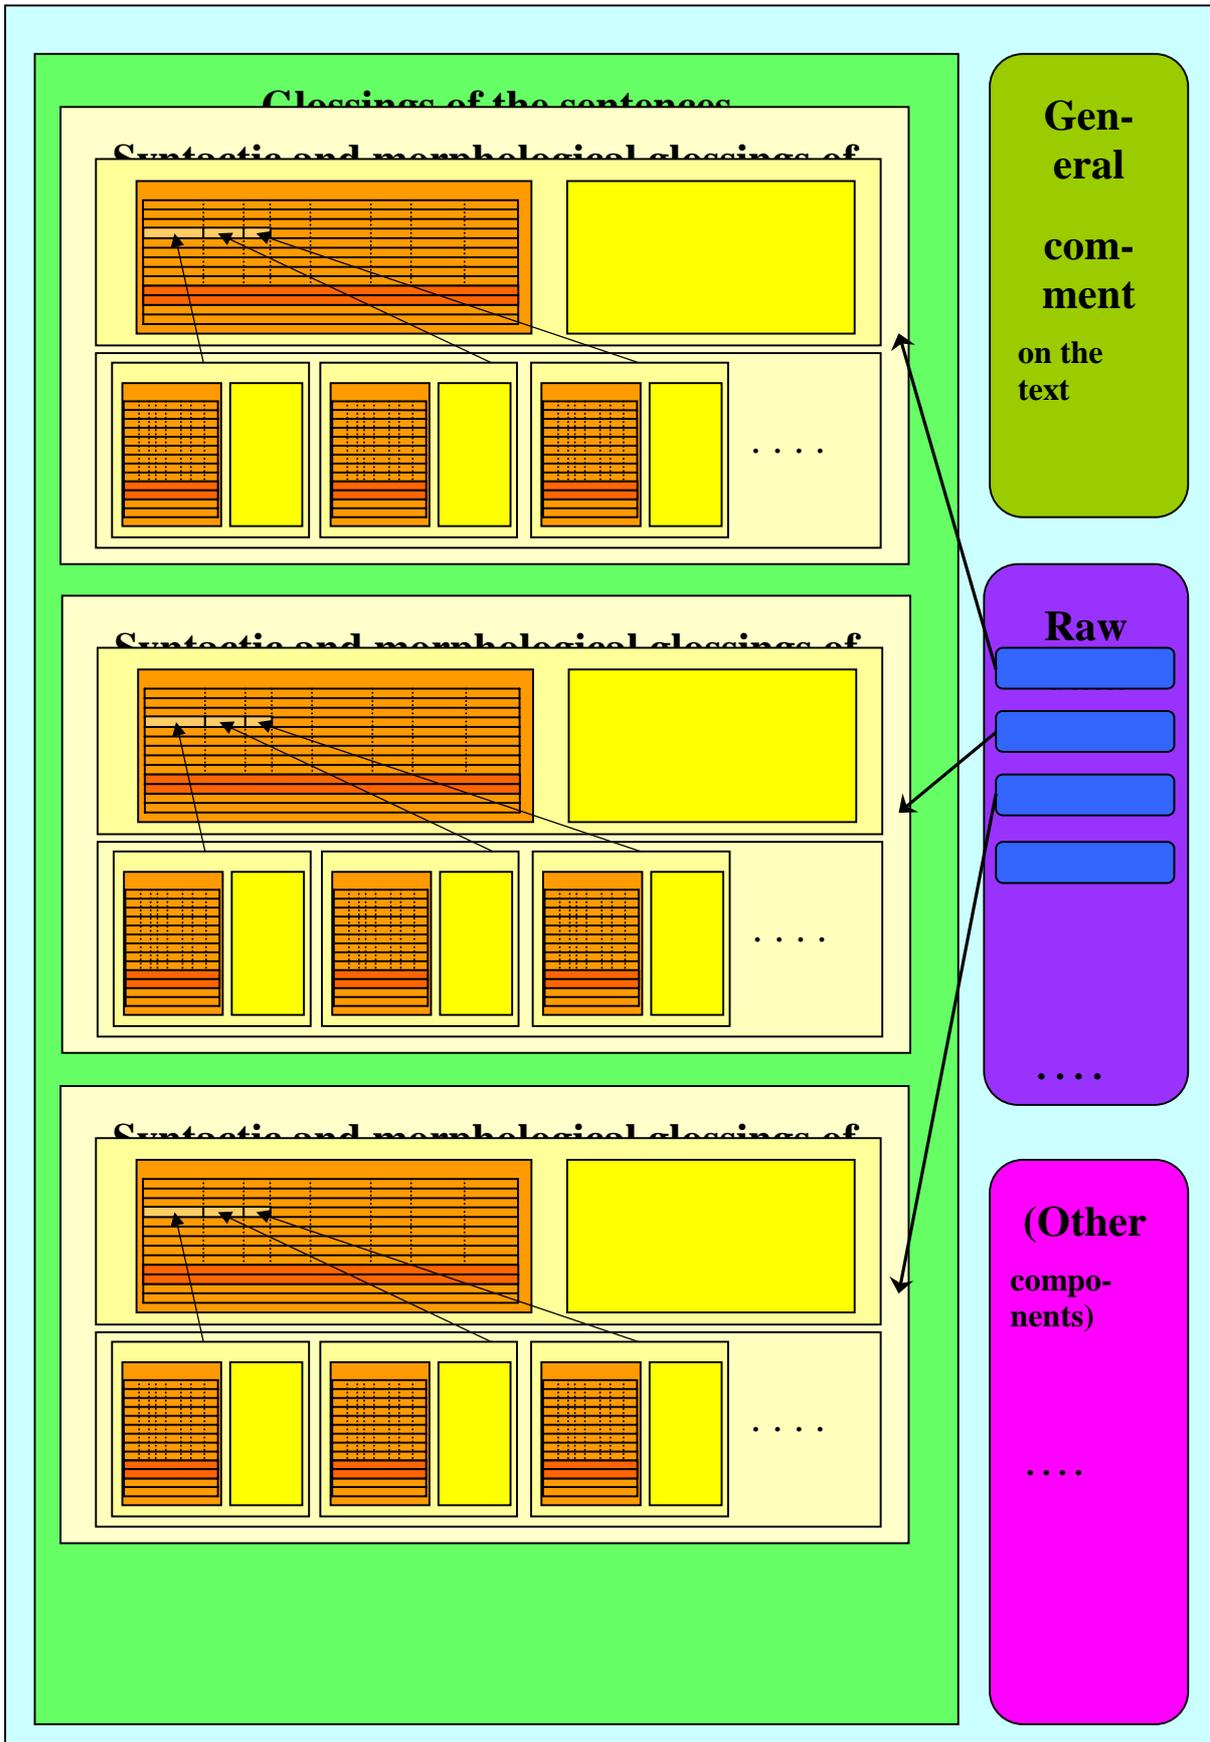 Glossings of the sentences
Syntactic and morphological glossings of
Syntactic and morphological glossings of
Syntactic and morphological glossings of
. . . .
. . . .
. . . .
Gen-
eral
com-
ment
on the
text
Raw
. . . .
(Other
compo-
nents)
. . . .